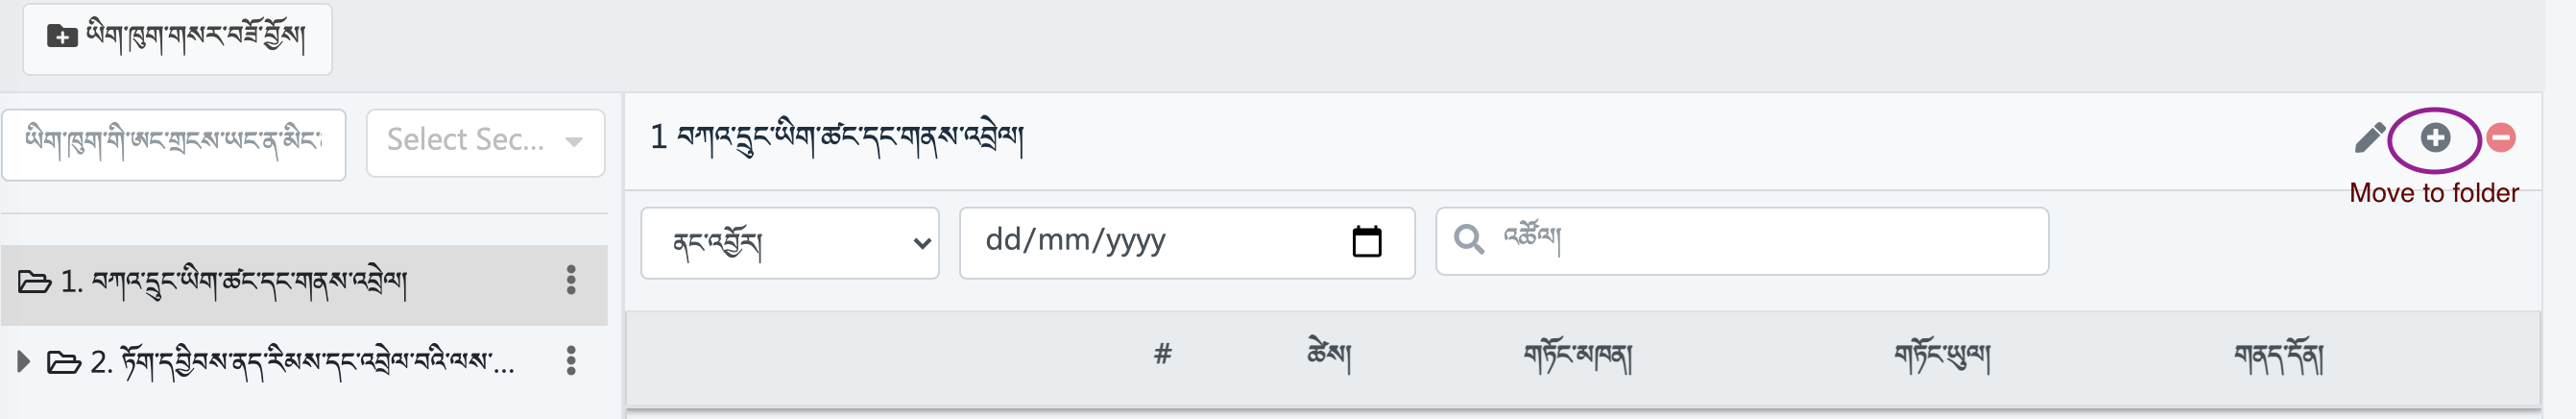 ཡིག་ཁུག་གསར་བཟོ་བྱོས།
ཡིག་ཁུག་གི་ཨང་གྲངས་ཡང་ན་མིང་
Select Sec...
1 བཀའ་དྲུང་ཡིག་ཚང་དང་གནས་འབྲེལ།
Move to folder
ནང་འབྱོར།
dd/mm/yyyy
འཚོལ།
1. བཀའ་དྲུང་ཡིག་ཚང་དང་གནས་འབྲེལ།
2. ཏོག་དབྱིབས་ནད་རིམས་དང་འབྲེལ་བའི་ལས་...
# ཚེས། གཏོང་མཁན། གཏོང་ཡུལ། གནད་དོན།